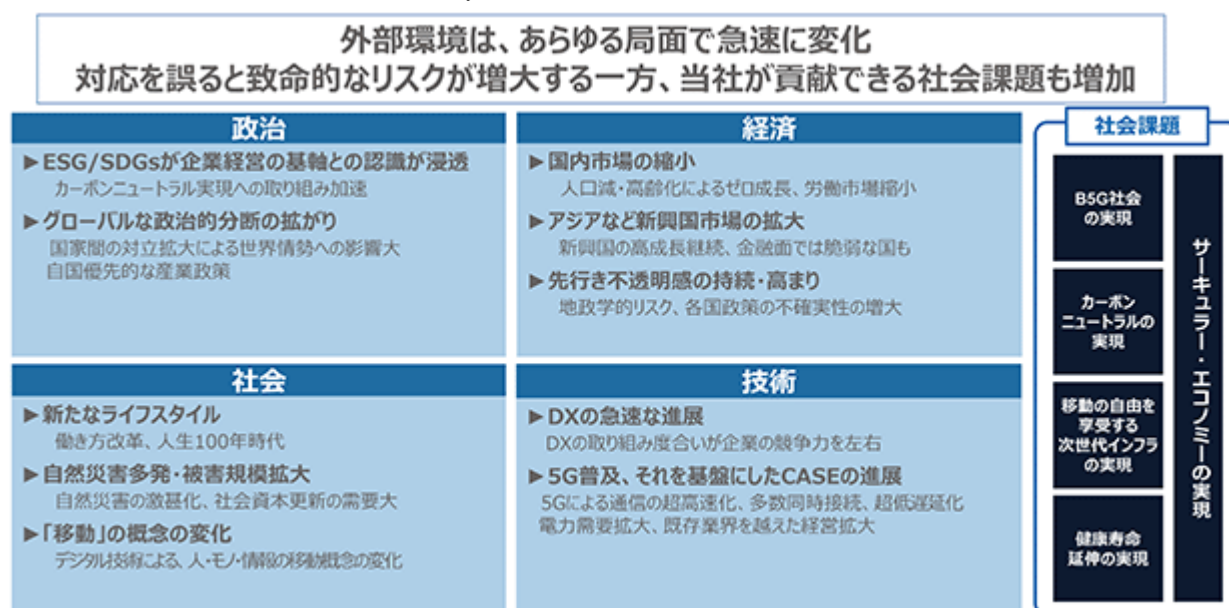 外部環境は、あらゆる局面で急速に変化
対応を誤ると致命的なリスクが増大する一方、当社が貢献できる社会課題も増加
政治
▶ESG/SDGsが企業経営の基軸との認識が浸透
カーボンニュートラル実現への取り組み加速
▶グローバルな政治的分断の拡がり
国家間の対立拡大による世界情勢への影響大
自国優先的な産業政策
経済
▶国内市場の縮小
人口減・高齢化によるゼロ成長、労働市場縮小
▶アジアなど新興国市場の拡大
新興国の高成長継続、金融面では脆弱な国も
▶先行き不透明感の持続・高まり
地政学的リスク、各国政策の不確実性の増大
社会
▶新たなライフスタイル
働き方改革、人生100年時代
▶自然災害多発・被害規模拡大
自然災害の激甚化、社会資本更新の需要大
▶「移動」の概念の変化
デジタル技術による、人・モノ・情報の移動概念の変化
技術
▶DXの急速な進展
DXの取り組み度合いが企業の競争力を左右
▶5G普及、それを基盤にしたCASEの進展
5Gによる通信の超高速化、多数同時接続、超低遅延化
電力需要拡大、既存業界を越えた経営拡大
社会課題
B5G社会
の実現
カーボン
ニュートラルの
実現
移動の自由を
享受する
次世代インフラ
の実現
健康寿命
延伸の実現
サーキュラー・エコノミーの実現